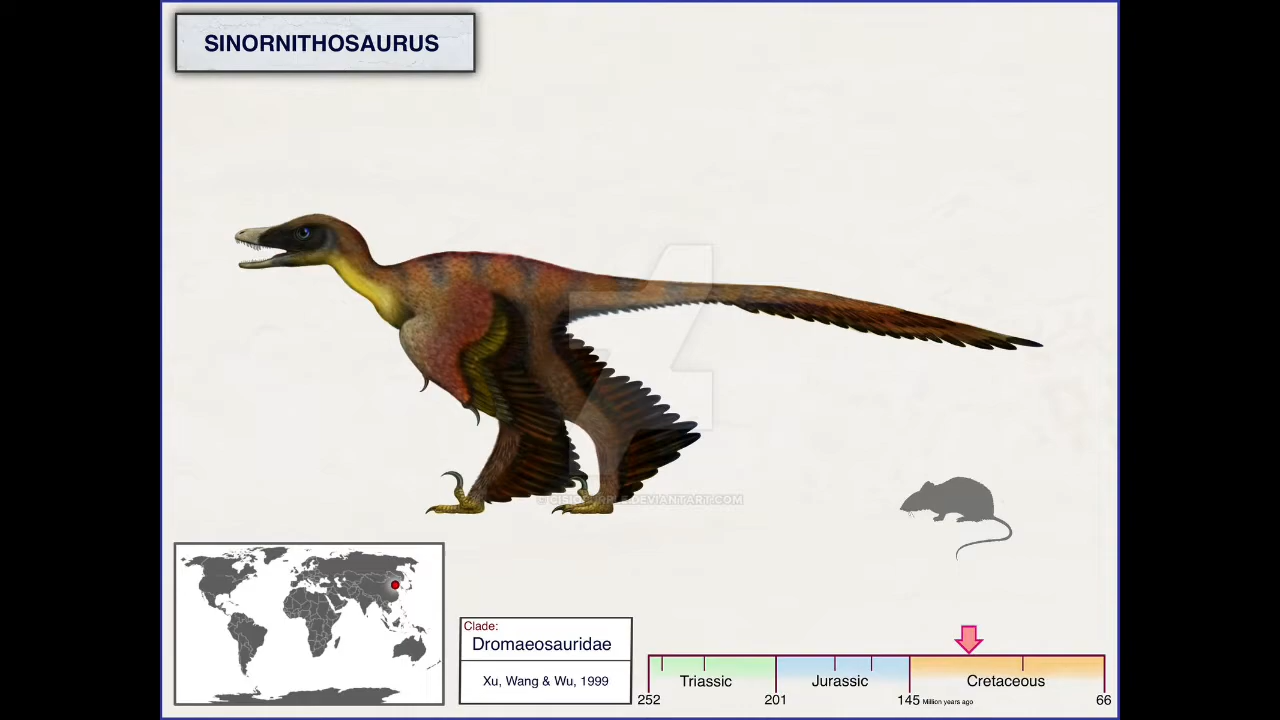 SINORNITHOSAURUS
Clade:
Dromaeosauridae
Xu, Wang & Wu, 1999
Triassic
Jurassic
Cretaceous
252
201
145 Million years ago
66